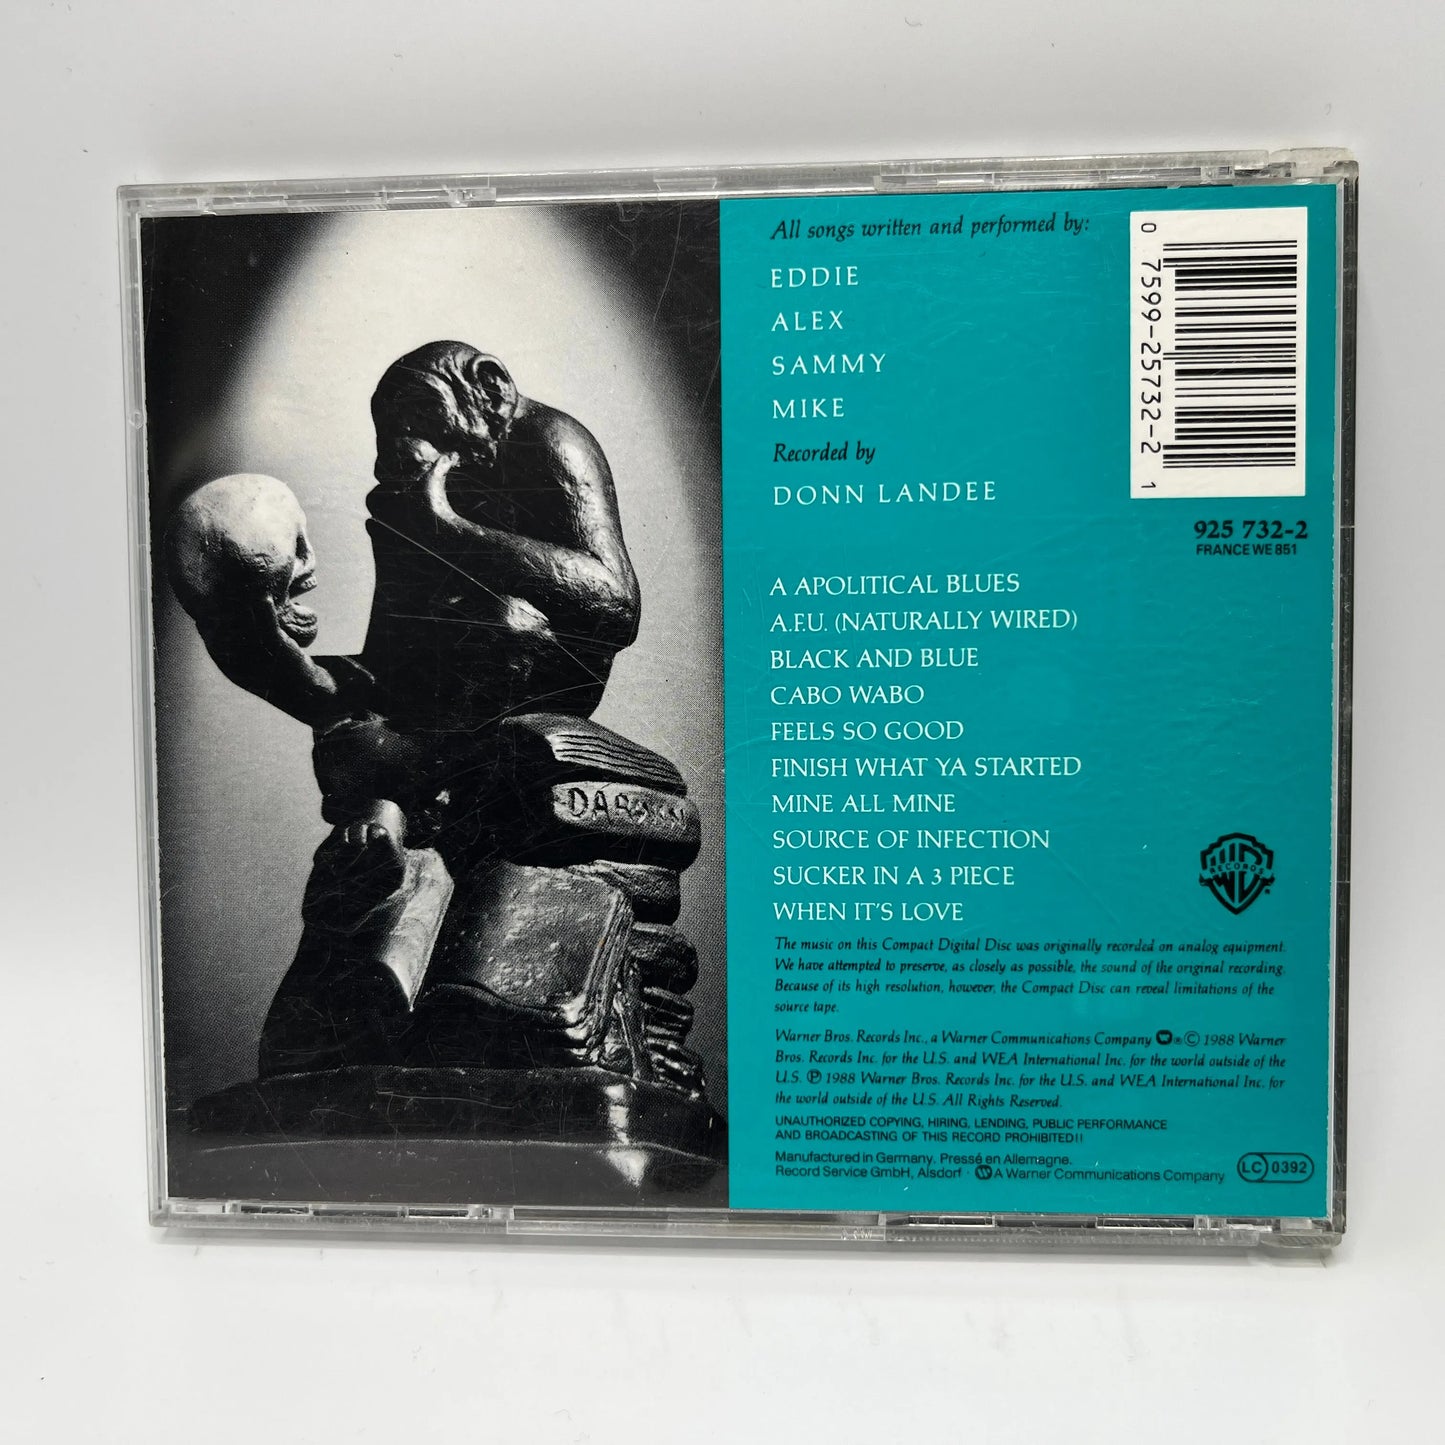 All songs written and performed by:
EDDIE
ALEX
SAMMY
MIKE
Recorded by
DONN LANDEE
0 7599-25732-2 1
925 732-2
FRANCE WE 851
A APOLITICAL BLUES
A.F.U. (NATURALLY WIRED)
BLACK AND BLUE
CABO WABO
FEELS SO GOOD
FINISH WHAT YA STARTED
MINE ALL MINE
SOURCE OF INFECTION
SUCKER IN A 3 PIECE
WHEN IT'S LOVE
DARWIN
WB
RECORDS
®
The music on this Compact Digital Disc was originally recorded on analog equipment.
We have attempted to preserve, as closely as possible, the sound of the original recording.
Because of its high resolution, however, the Compact Disc can reveal limitations of the
source tape.
Warner Bros. Records Inc., a Warner Communications Company ®© 1988 Warner
Bros. Records Inc. for the U.S. and WEA International Inc. for the world outside of the
U.S. ℗ 1988 Warner Bros. Records Inc. for the U.S. and WEA International Inc. for
the world outside of the U.S. All Rights Reserved.
UNAUTHORIZED COPYING, HIRING, LENDING, PUBLIC PERFORMANCE
AND BROADCASTING OF THIS RECORD PROHIBITED!!
Manufactured in Germany. Pressé en Allemagne.
Record Service GmbH, Alsdorf · A Warner Communications Company
LC 0392